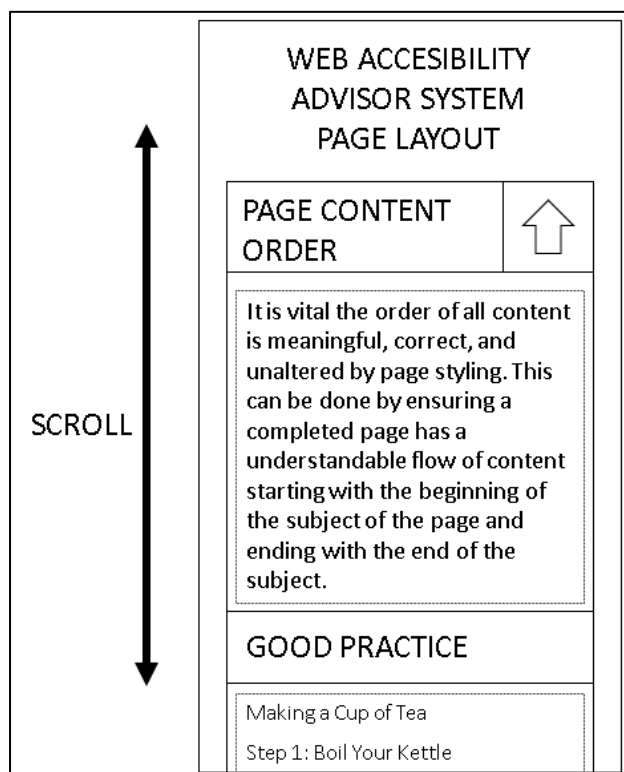 WEB ACCESIBILITY
ADVISOR SYSTEM
PAGE LAYOUT
PAGE CONTENT
ORDER
It is vital the order of all content
is meaningful, correct, and
unaltered by page styling. This
can be done by ensuring a
completed page has a
understandable flow of content
starting with the beginning of
the subject of the page and
ending with the end of the
subject.
SCROLL
GOOD PRACTICE
Making a Cup of Tea
Step 1: Boil Your Kettle